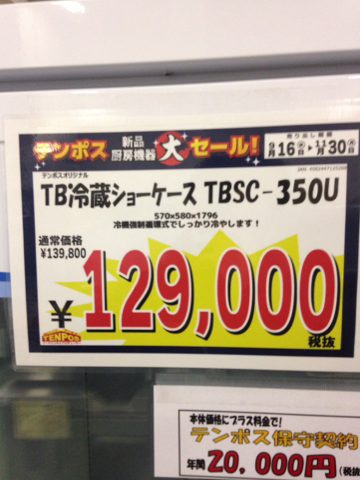 テンポス 新品 厨房機器 大 セール!
売り出し期間
9月16日▶11月30日
テンポスオリジナル
TB冷蔵ショーケース TBSC-350U
570×580×1796
冷機強制循環式でしっかり冷やします!
通常価格
¥139,800
¥129,000
税抜
TENPOS
本体価格にプラス料金で!
テンポス保守契約
年間20,000円(税抜